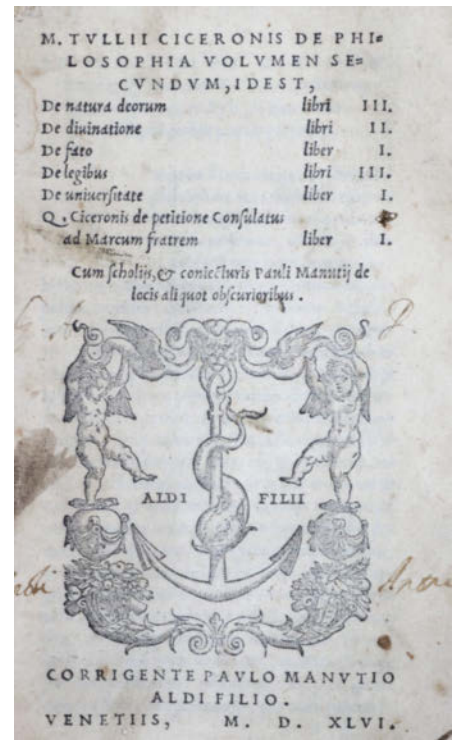 M. TVLLII CICERONIS DE PHI=
LOSOPHIA VOLVMEN SE=
CVNDVM, IDEST,
De natura deorum libri III.
De diuinatione libri II.
De fato liber I.
De legibus libri III.
De uniuerſitate liber I.
Q. Ciceronis de petitione Conſulatus
ad Marcum fratrem liber I.
Cum ſcholijs, & coniecturis Pauli Manutij de
locis aliquot obſcurioribus.
ALDI FILII
CORRIGENTE PAVLO MANVTIO
ALDI FILIO.
VENETIIS, M. D. XLVI.